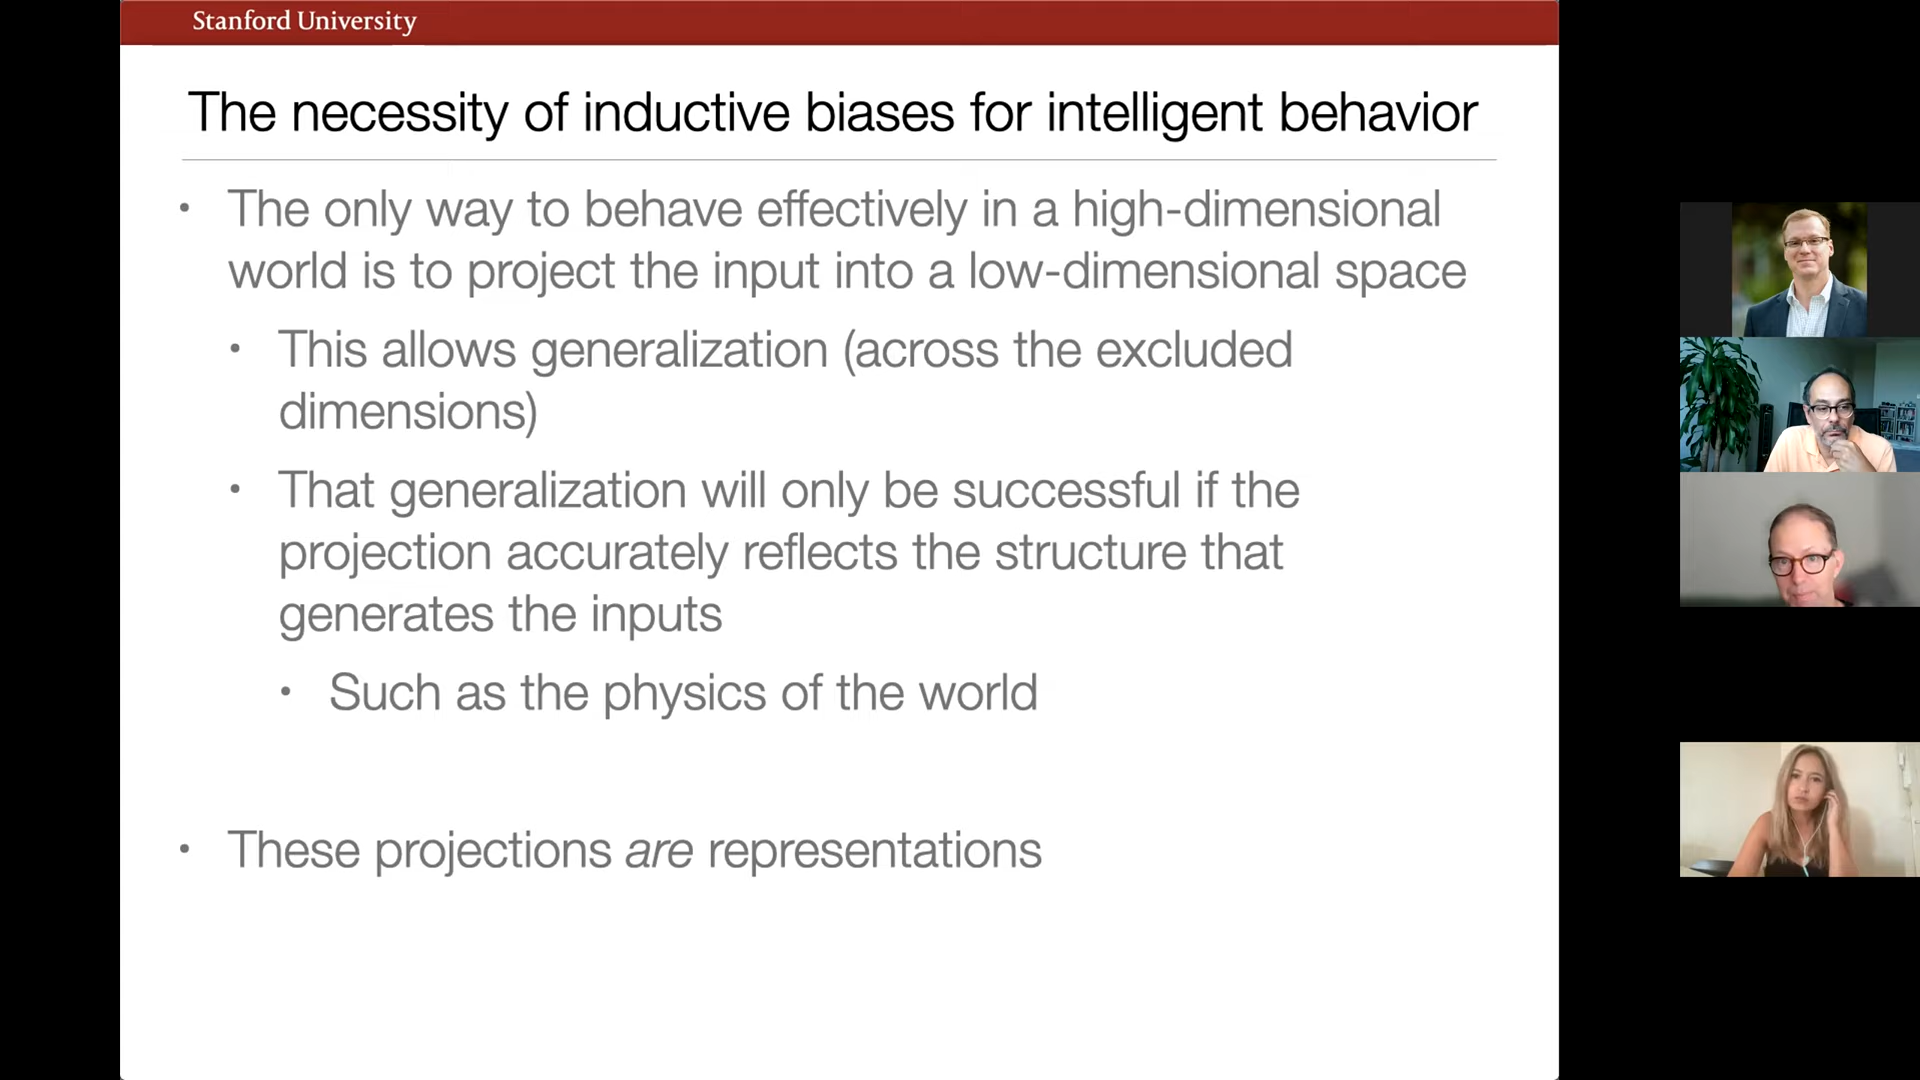 Stanford University
The necessity of inductive biases for intelligent behavior
• The only way to behave effectively in a high-dimensional
world is to project the input into a low-dimensional space
• This allows generalization (across the excluded
dimensions)
• That generalization will only be successful if the
projection accurately reflects the structure that
generates the inputs
• Such as the physics of the world
• These projections are representations